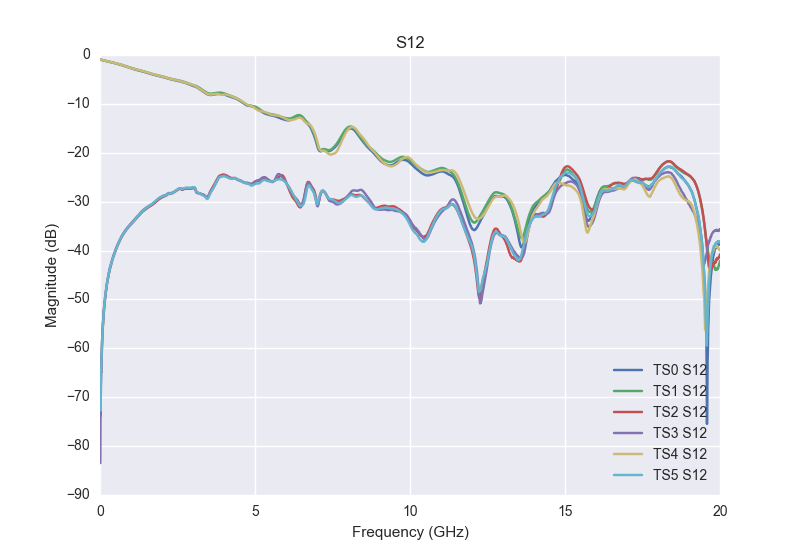 S12
0
−10
−20
−30
−40
−50
−60
−70
−80
−90
Magnitude (dB)
0 5 10 15 20
Frequency (GHz)
TS0 S12
TS1 S12
TS2 S12
TS3 S12
TS4 S12
TS5 S12